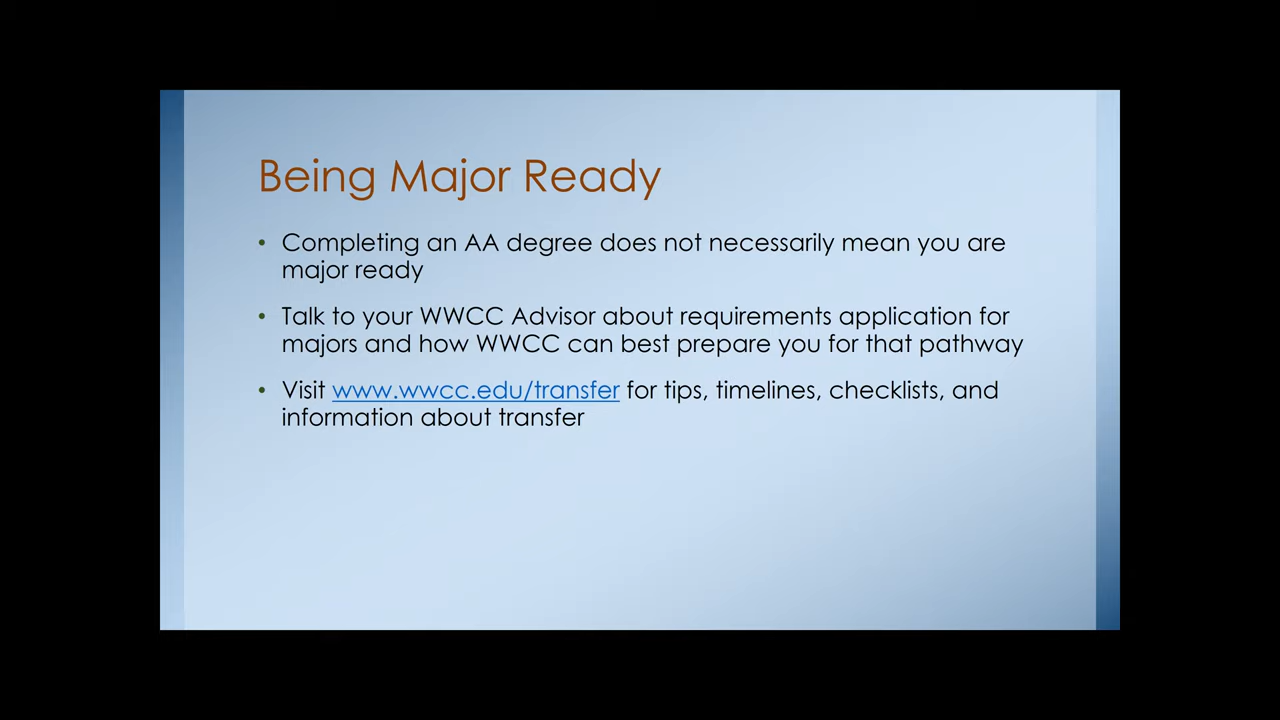 Being Major Ready
• Completing an AA degree does not necessarily mean you are
major ready
• Talk to your WWCC Advisor about requirements application for
majors and how WWCC can best prepare you for that pathway
• Visit www.wwcc.edu/transfer for tips, timelines, checklists, and
information about transfer